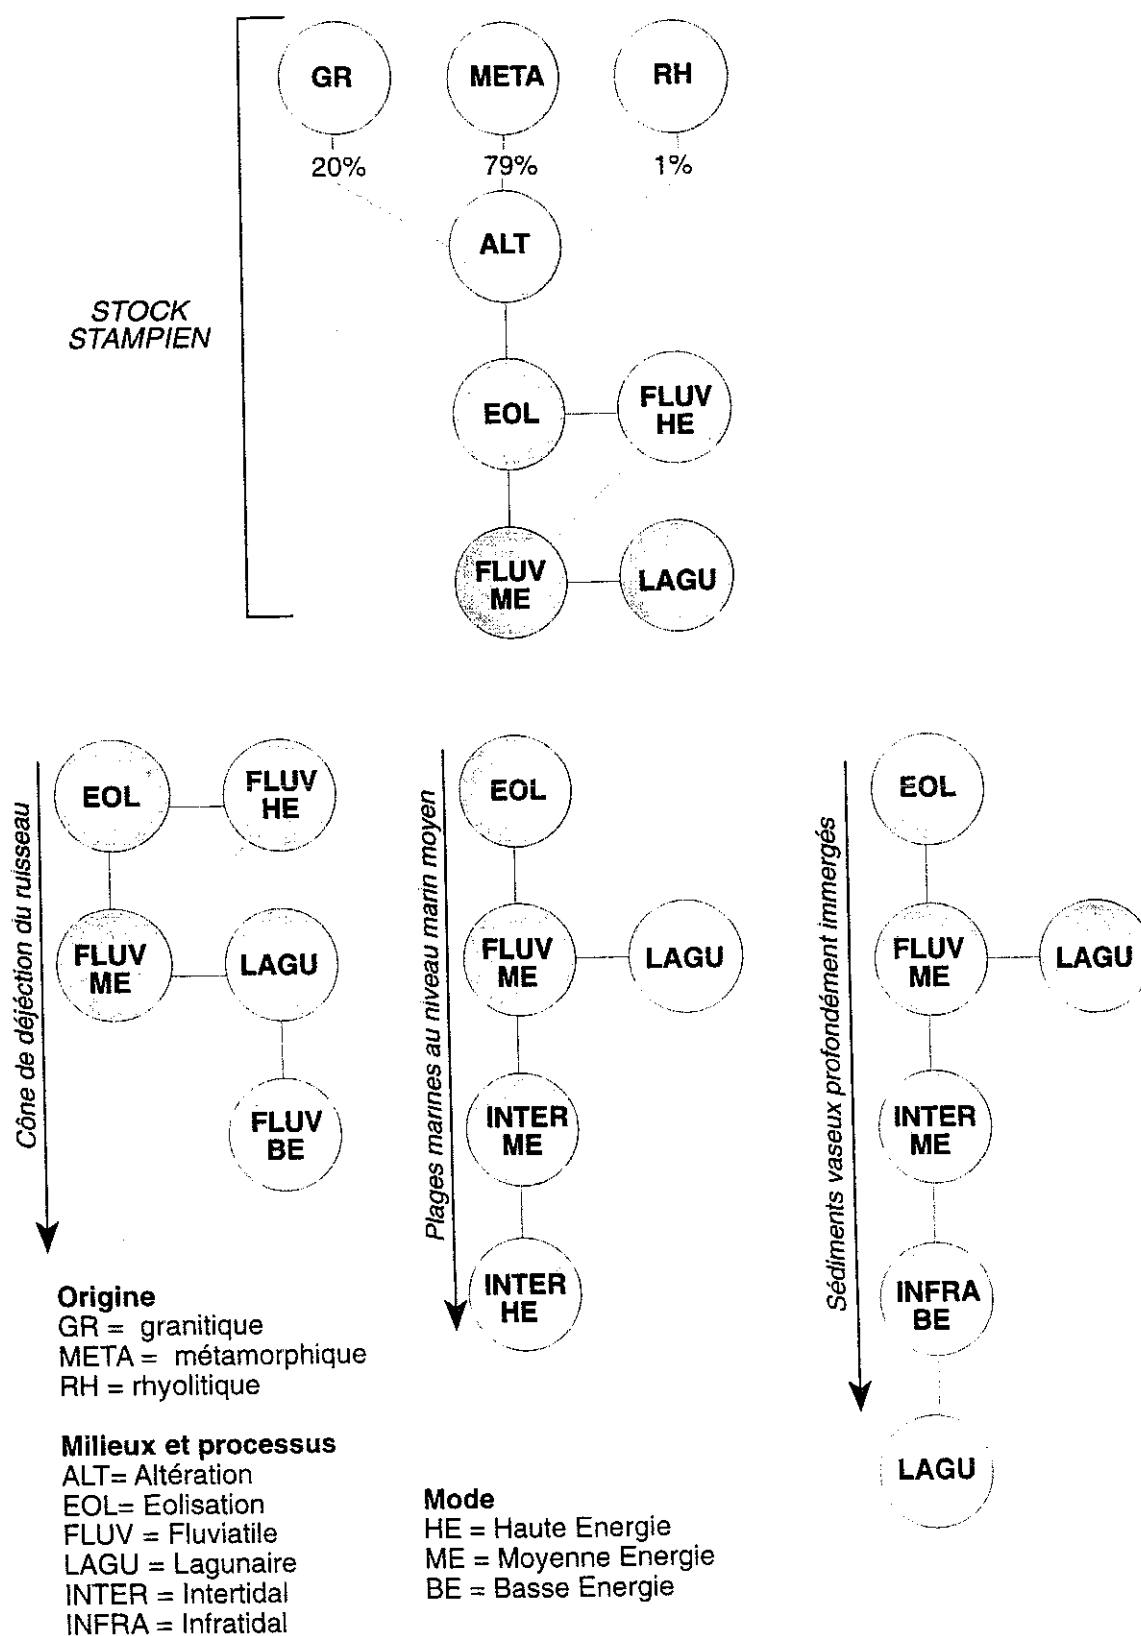 GR
META
RH
20%
79%
1%
ALT
STOCK
STAMPIEN
EOL
FLUV
HE
FLUV
ME
LAGU
Cône de déjéction du ruisseau
EOL
FLUV
HE
FLUV
ME
LAGU
FLUV
BE
Plages marines au niveau marin moyen
EOL
FLUV
ME
LAGU
INTER
ME
INTER
HE
Sédiments vaseux profondément immergés
EOL
FLUV
ME
LAGU
INTER
ME
INFRA
BE
LAGU
Origine
GR = granitique
META = métamorphique
RH = rhyolitique
Milieux et processus
ALT= Altération
EOL= Eolisation
FLUV = Fluviatile
LAGU = Lagunaire
INTER = Intertidal
INFRA = Infratidal
Mode
HE = Haute Energie
ME = Moyenne Energie
BE = Basse Energie